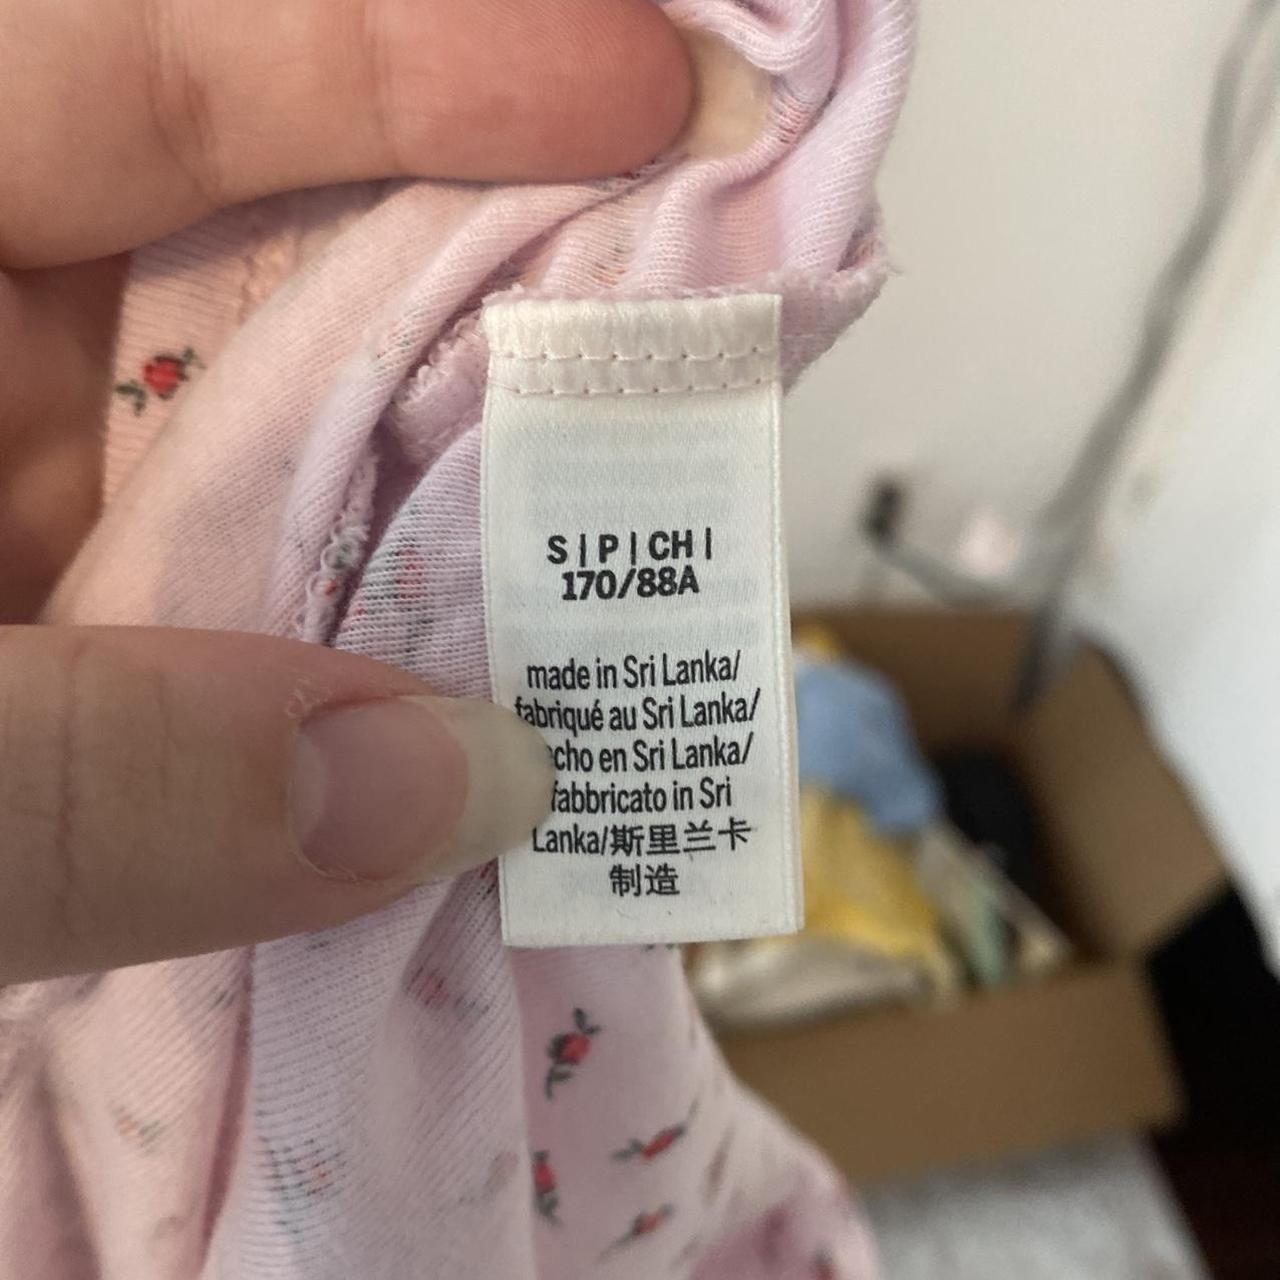 S | P | CH |
170/88A
made in Sri Lanka/
fabriqué au Sri Lanka/
en Sri Lanka/
fabbricato in Sri
Lanka/斯里兰卡
制造